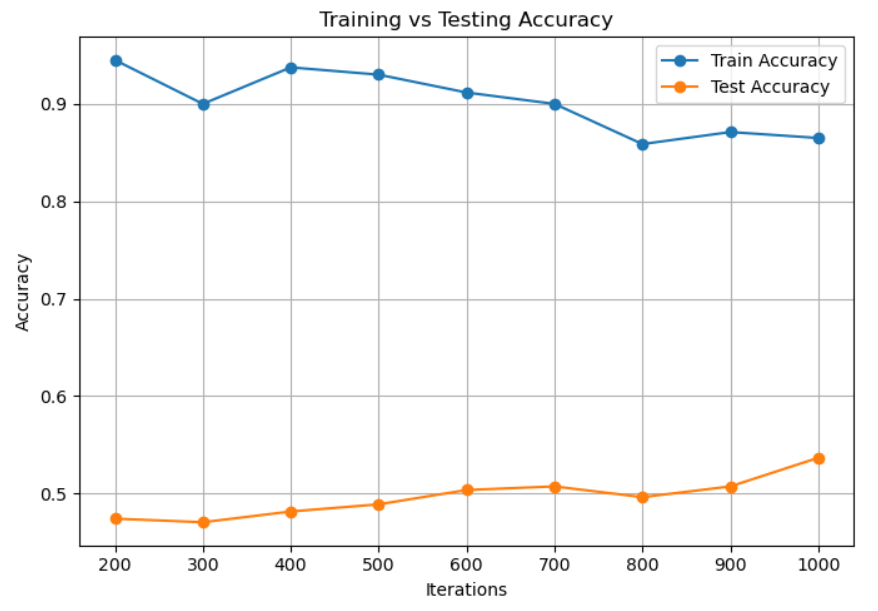 Training vs Testing Accuracy
Train Accuracy
Test Accuracy
Accuracy
0.9
0.8
0.7
0.6
0.5
200 300 400 500 600 700 800 900 1000
Iterations